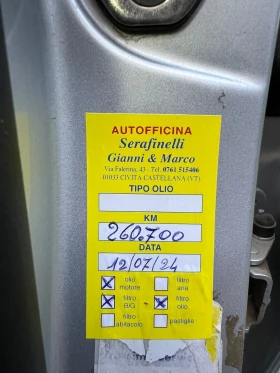 AUTOFFICINA
Serafinelli
Gianni & Marco
Via Falerina, 43 - Tel. 0761 515406
01033 CIVITA CASTELLANA (VT)
TIPO OLIO
KM
260.700
DATA
12/07/24
olio motore
filtro aria
filtro B/G
filtro olio
filtro abitacolo
pastiglie